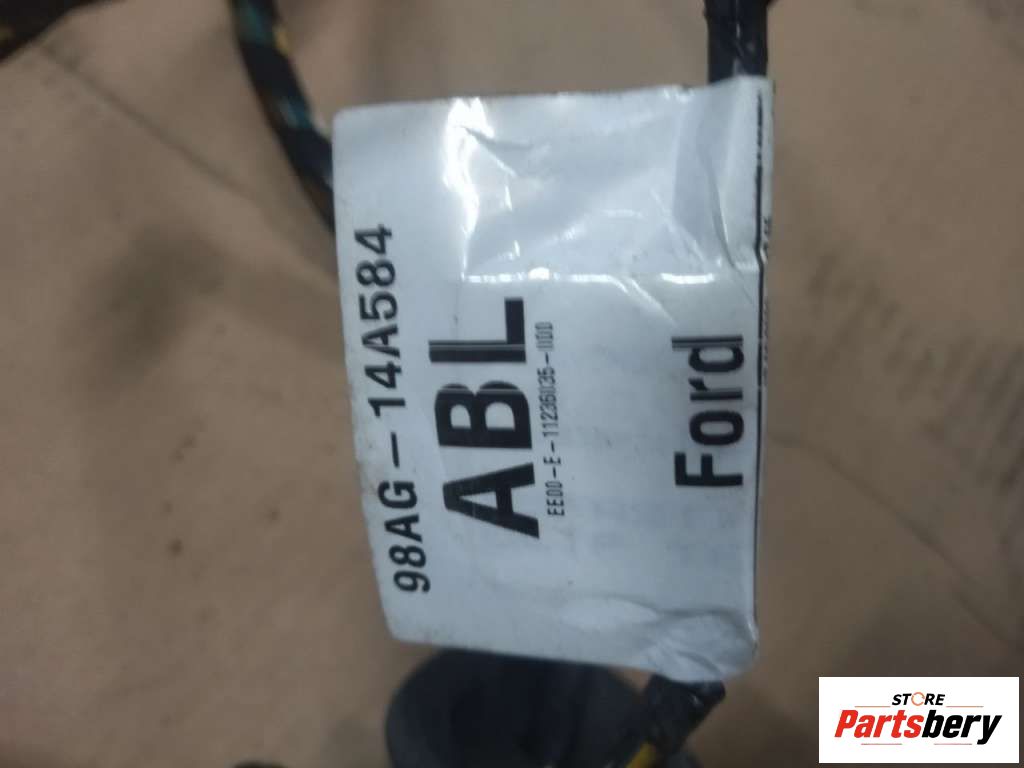 98AG-14A584
ABL
EE00-E-11236035-000
Ford
STORE
Partsbery